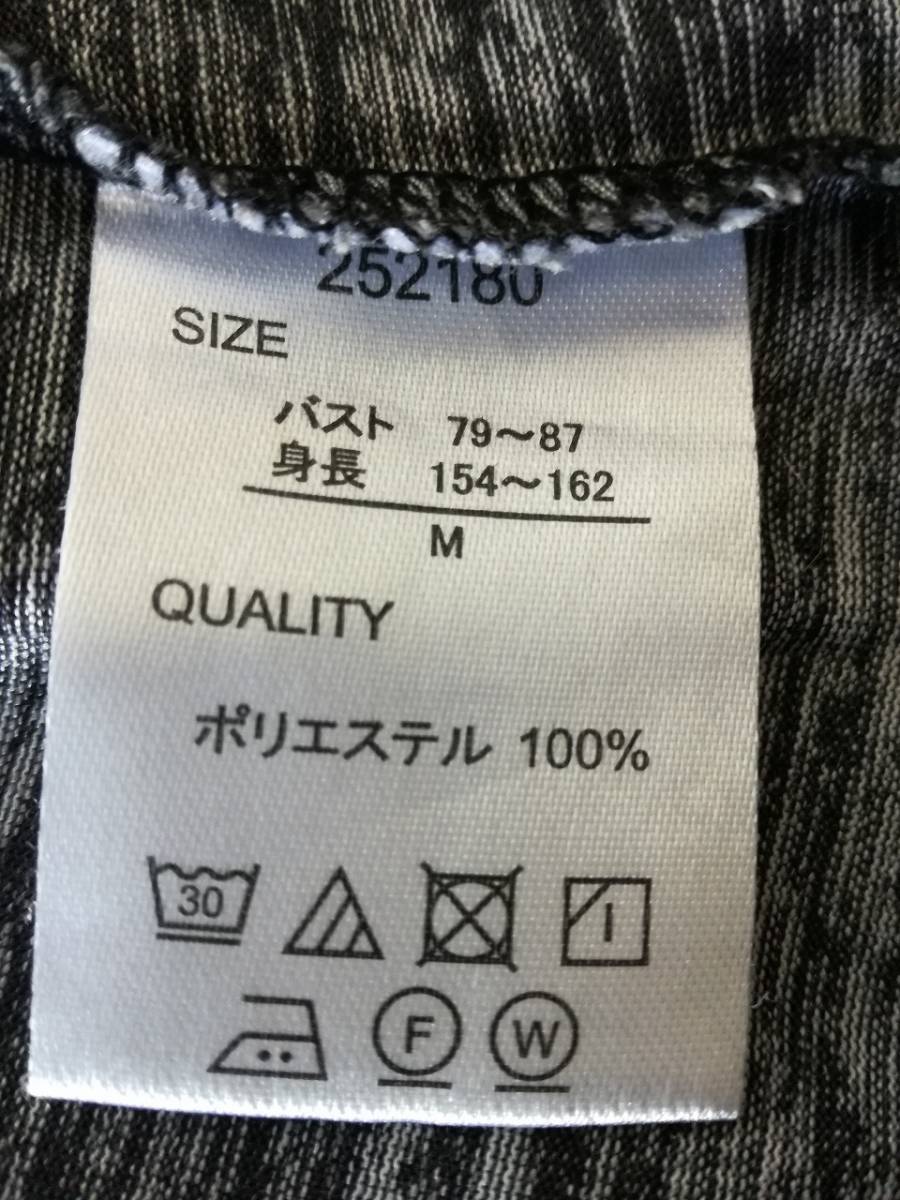 252180
SIZE
バスト 79〜87
身長 154〜162
M
QUALITY
ポリエステル 100%
30
F W